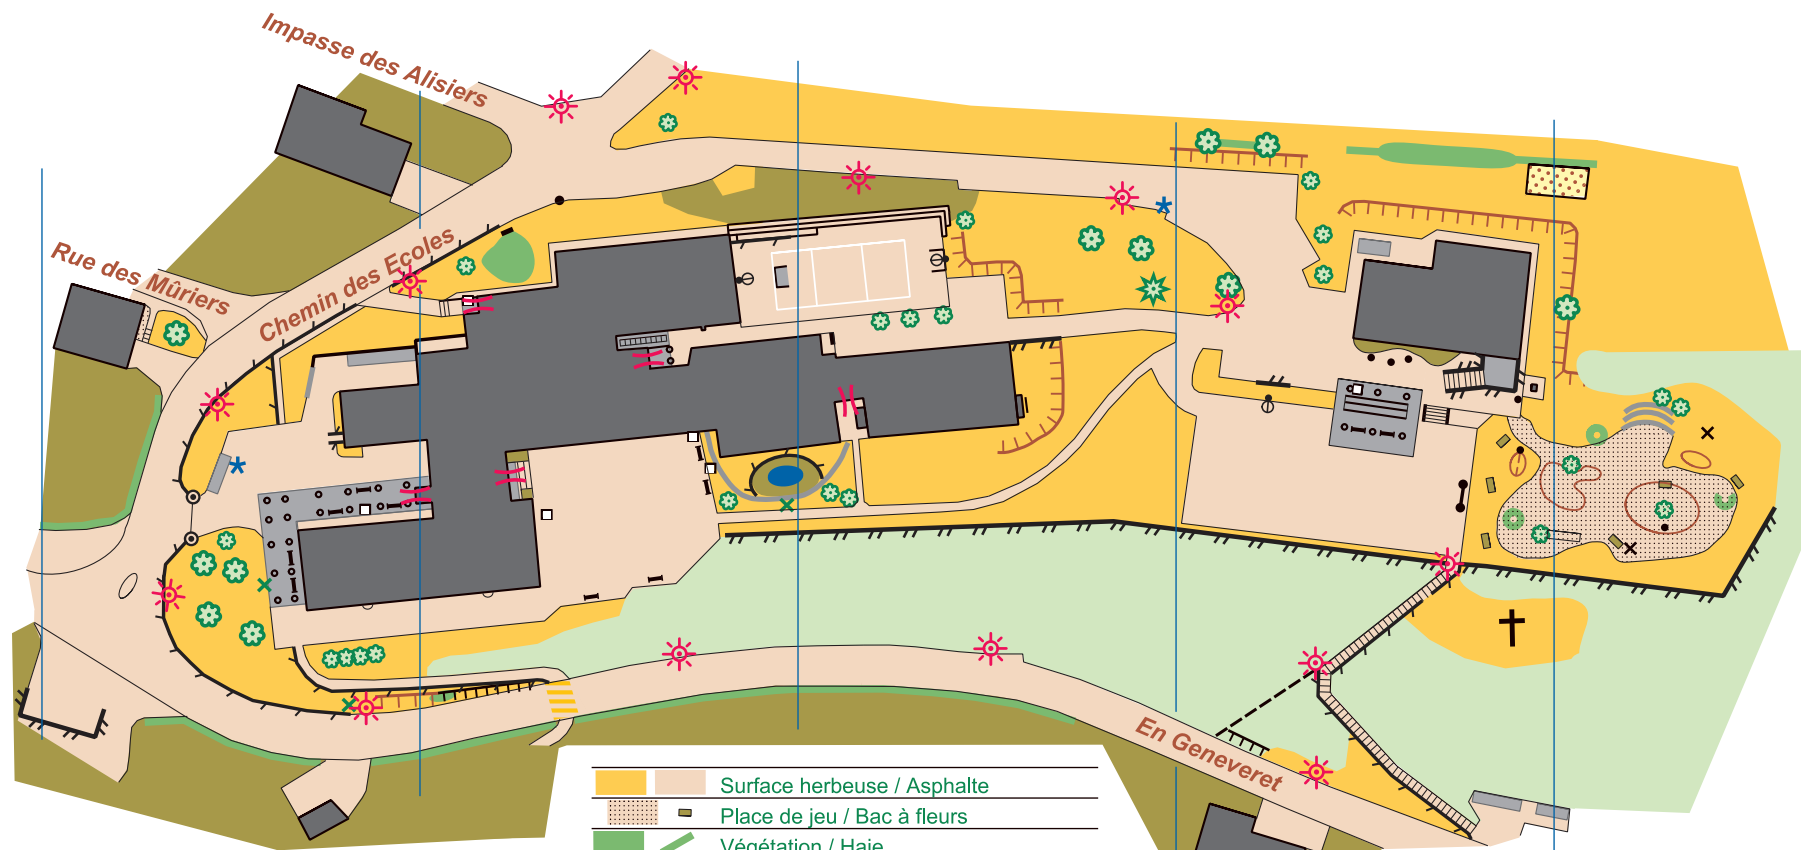 Impasse des Alisiers
Rue des Mûriers
Chemin des Ecoles
En Geneveret
Surface herbeuse / Asphalte
Place de jeu / Bac à fleurs
Végétation / Haie